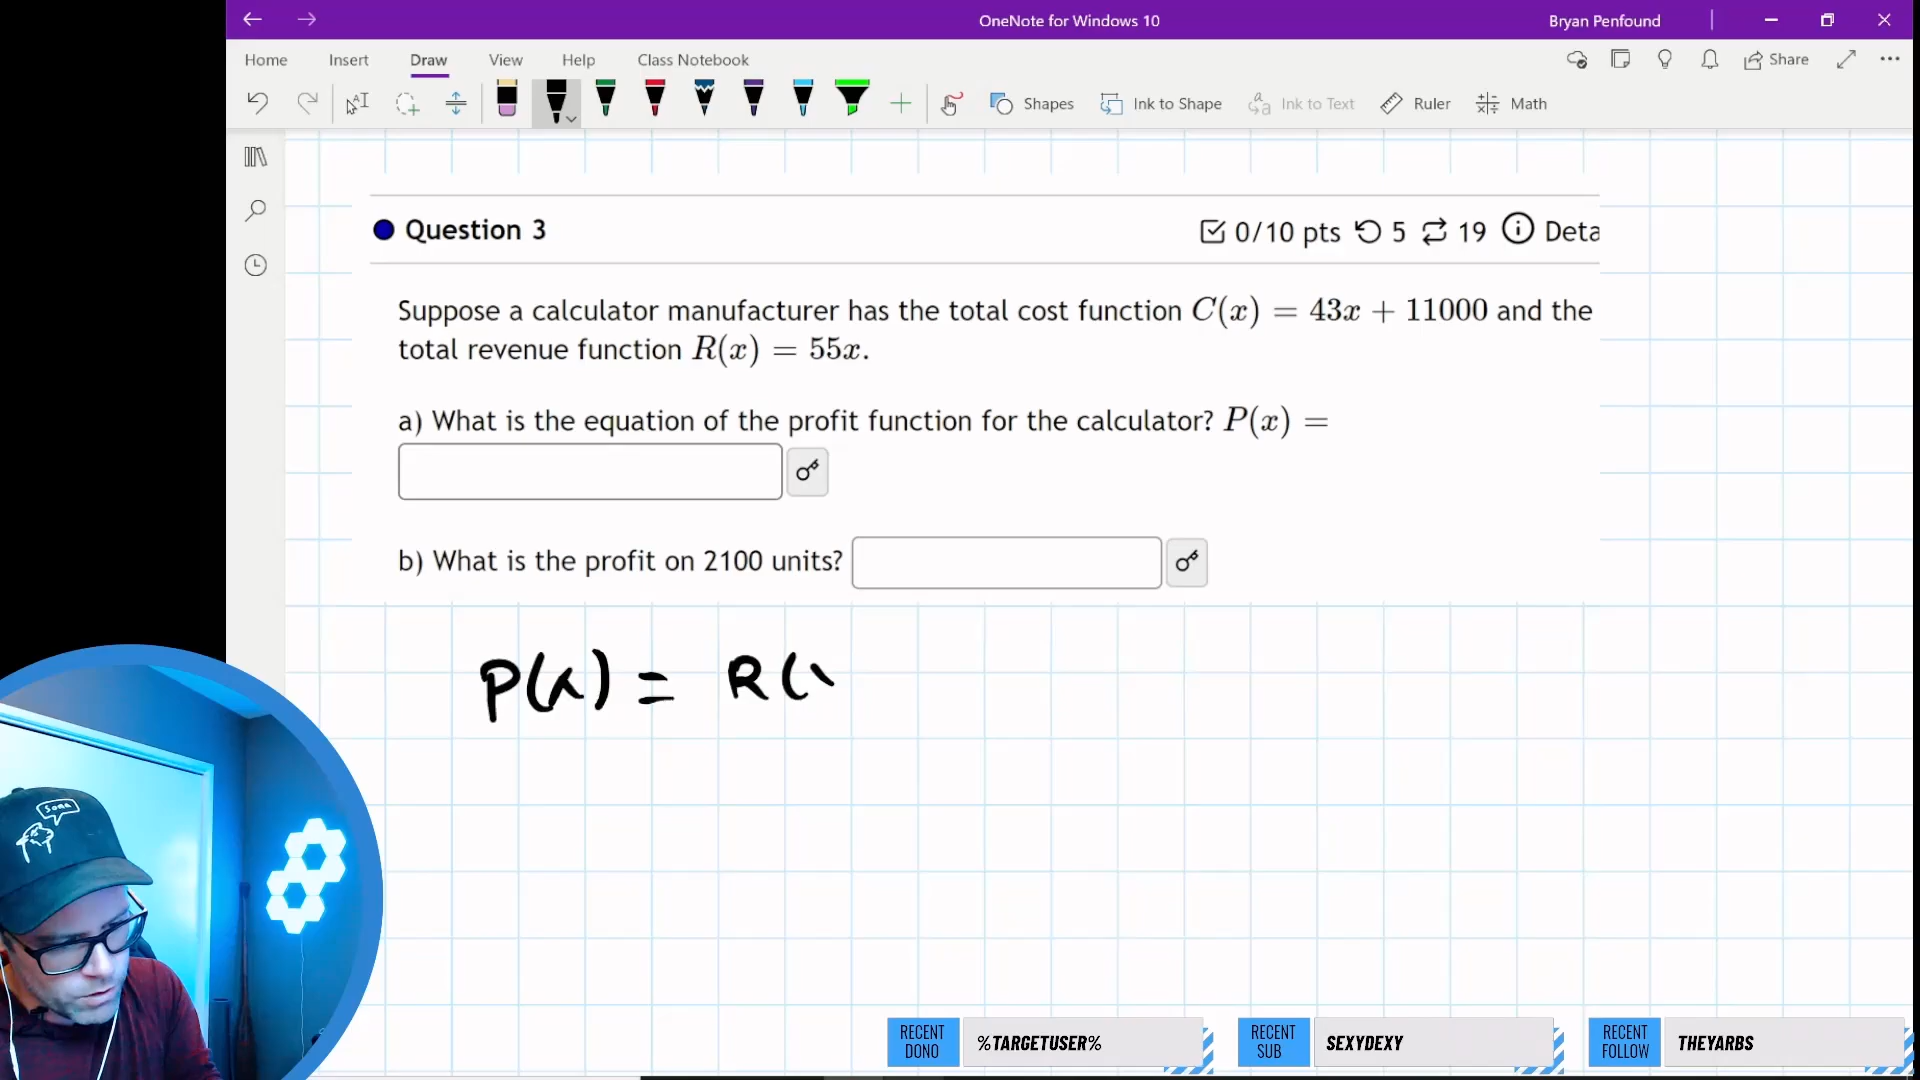 OneNote for Windows 10
Bryan Penfound
Home Insert Draw View Help Class Notebook
Share
Shapes Ink to Shape Ink to Text Ruler Math
Question 3
0/10 pts 5 19 Deta
Suppose a calculator manufacturer has the total cost function C(x) = 43x + 11000 and the
total revenue function R(x) = 55x.
a) What is the equation of the profit function for the calculator? P(x) =
b) What is the profit on 2100 units?
P(x) = R(
Soma
RECENT DONO
%TARGETUSER%
RECENT SUB
SEXYDEXY
RECENT FOLLOW
THEYARBS